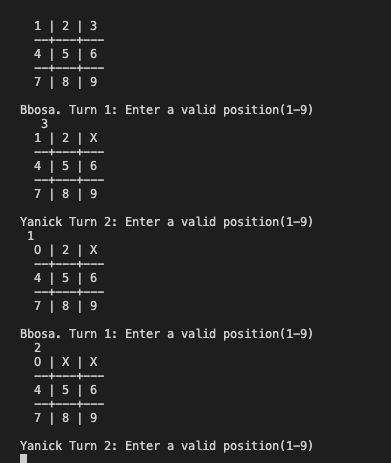 1 | 2 | 3
---+---+---
4 | 5 | 6
---+---+---
7 | 8 | 9
Bbosa. Turn 1: Enter a valid position(1-9)
3
1 | 2 | X
---+---+---
4 | 5 | 6
---+---+---
7 | 8 | 9
Yanick Turn 2: Enter a valid position(1-9)
1
O | 2 | X
---+---+---
4 | 5 | 6
---+---+---
7 | 8 | 9
Bbosa. Turn 1: Enter a valid position(1-9)
2
O | X | X
---+---+---
4 | 5 | 6
---+---+---
7 | 8 | 9
Yanick Turn 2: Enter a valid position(1-9)